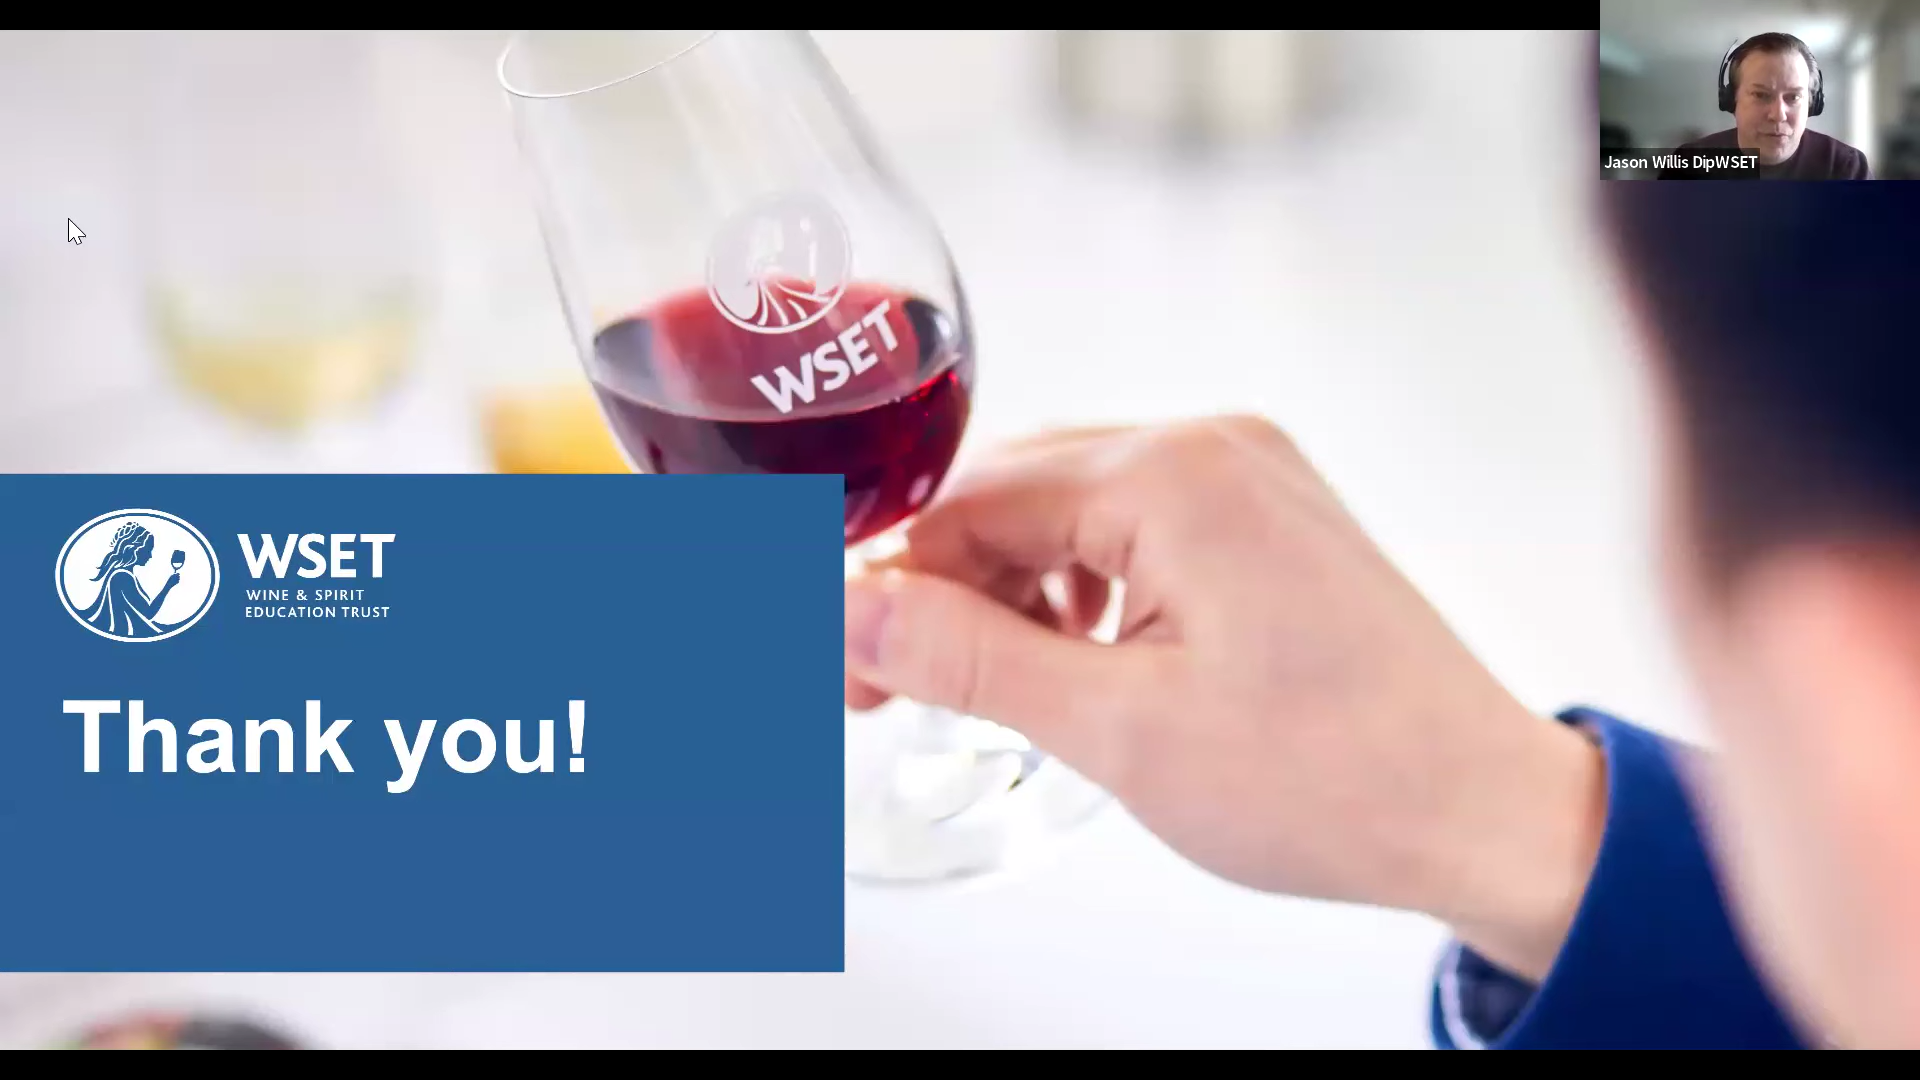 Jason Willis DipWSET
WSET
WSET
WINE & SPIRIT
EDUCATION TRUST
Thank you!